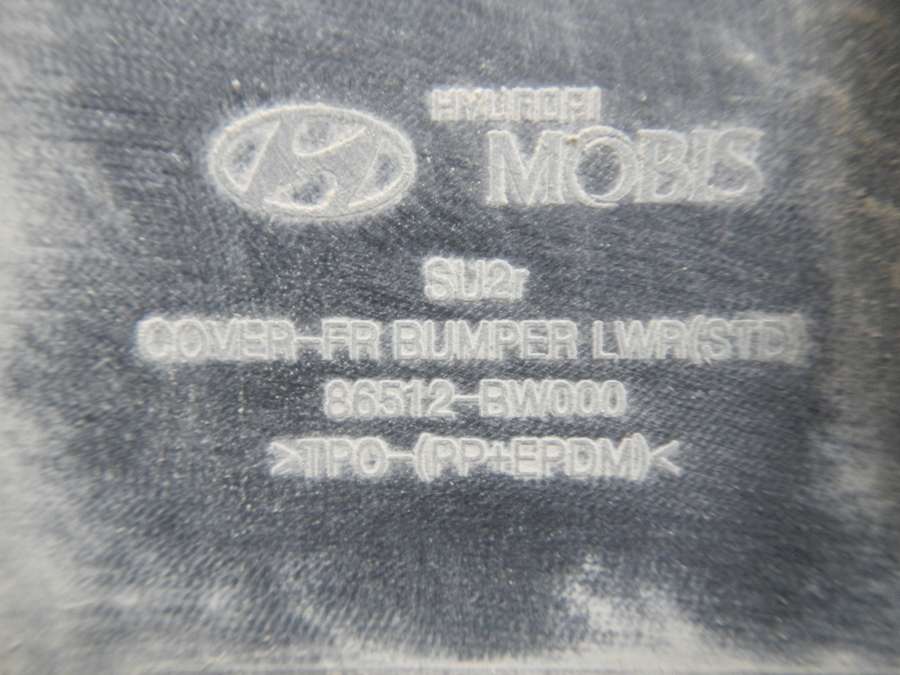 HYUNDAI
MOBIS
SU2r
COVER-FR BUMPER LWR(STD)
86512-BW000
>TPO-(PP+EPDM)<